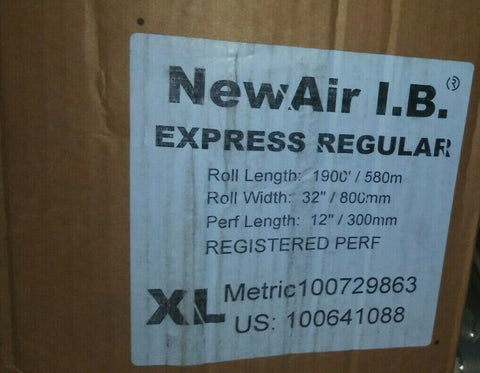 NewAir I.B.®
EXPRESS REGULAR
Roll Length: 1900' / 580m
Roll Width: 32" / 800mm
Perf Length: 12" / 300mm
REGISTERED PERF
XL Metric100729863
US: 100641088